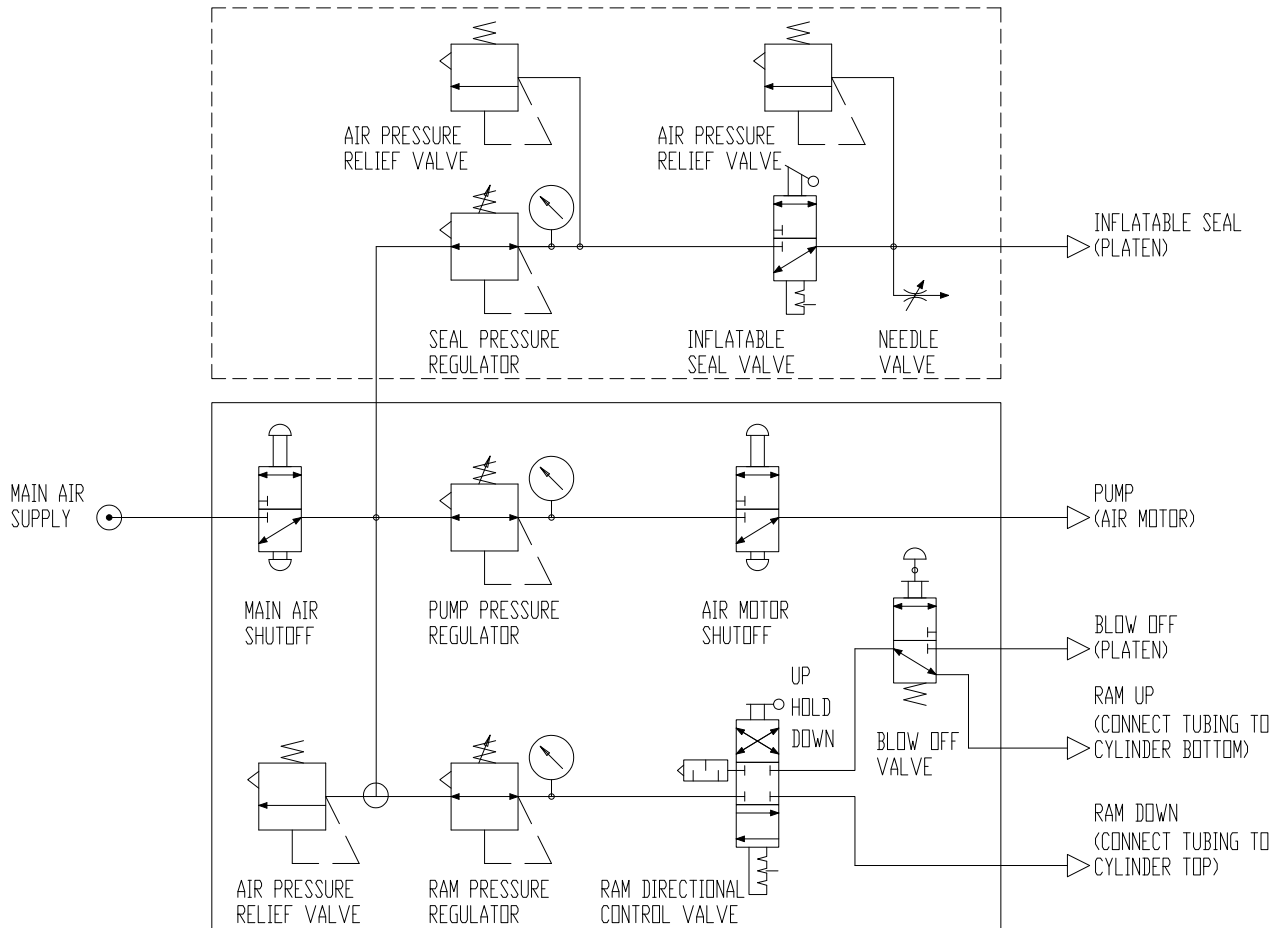 AIR PRESSURE
RELIEF VALVE
AIR PRESSURE
RELIEF VALVE
INFLATABLE SEAL
(PLATEN)
SEAL PRESSURE
REGULATOR
INFLATABLE
SEAL VALVE
NEEDLE
VALVE
MAIN AIR
SUPPLY
PUMP
(AIR MOTOR)
MAIN AIR
SHUTOFF
PUMP PRESSURE
REGULATOR
AIR MOTOR
SHUTOFF
BLOW OFF
(PLATEN)
UP
HOLD
DOWN
BLOW OFF
VALVE
RAM UP
(CONNECT TUBING TO
CYLINDER BOTTOM)
RAM DOWN
(CONNECT TUBING TO
CYLINDER TOP)
AIR PRESSURE
RELIEF VALVE
RAM PRESSURE
REGULATOR
RAM DIRECTIONAL
CONTROL VALVE